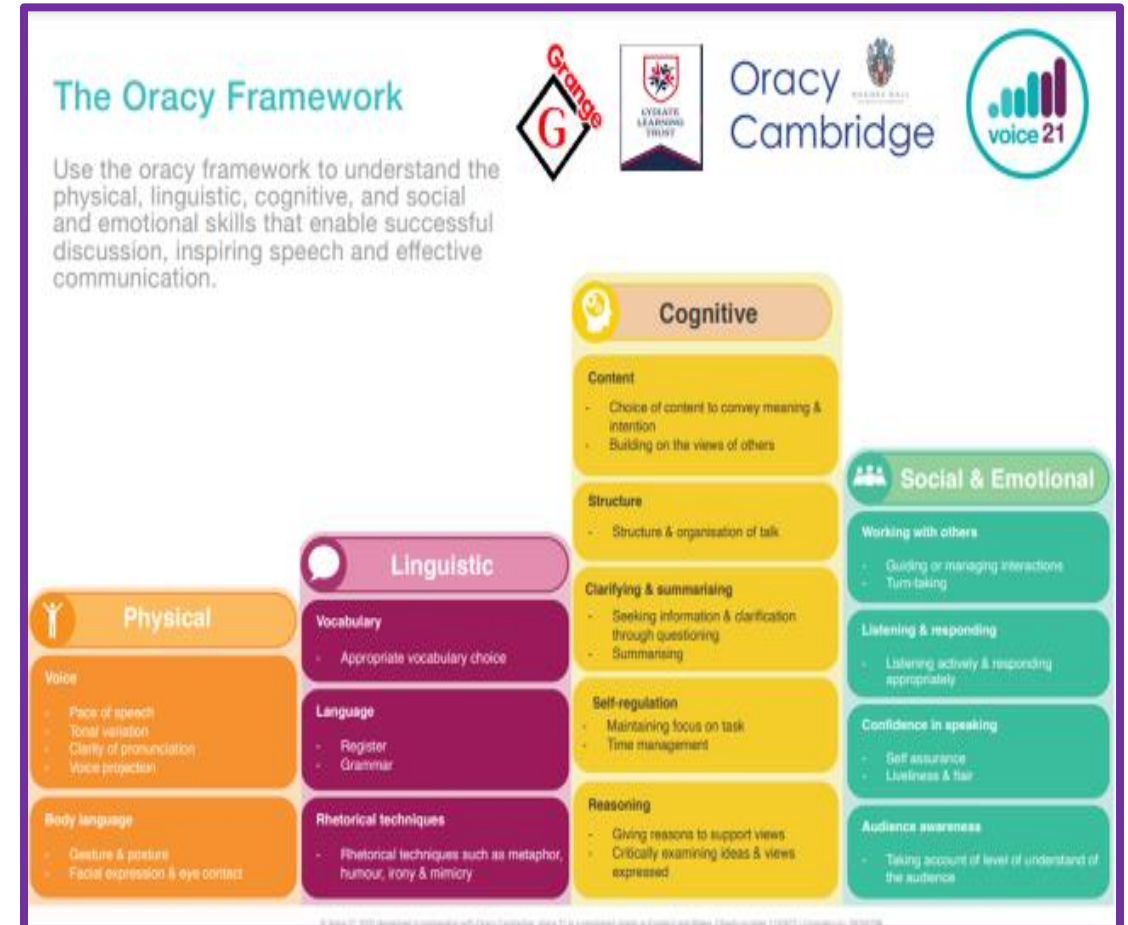 The Oracy Framework
Use the oracy framework to understand the
physical, linguistic, cognitive, and social
and emotional skills that enable successful
discussion, inspiring speech and effective
communication.
Grange
G
LYDIATE
LEARNING
TRUST
Oracy
Cambridge
HUGHES HALL
voice 21
Physical
Voice
- Pace of speech
- Tonal variation
- Clarity of pronunciation
- Voice projection
Body language
- Gesture & posture
- Facial expression & eye contact
Linguistic
Vocabulary
- Appropriate vocabulary choice
Language
- Register
- Grammar
Rhetorical techniques
- Rhetorical techniques such as metaphor,
humour, irony & mimicry
Cognitive
Content
- Choice of content to convey meaning &
intention
- Building on the views of others
Structure
- Structure & organisation of talk
Clarifying & summarising
- Seeking information & clarification
through questioning
- Summarising
Self-regulation
- Maintaining focus on task
- Time management
Reasoning
- Giving reasons to support views
- Critically examining ideas & views
expressed
Social & Emotional
Working with others
- Guiding or managing interactions
- Turn-taking
Listening & responding
- Listening actively & responding
appropriately
Confidence in speaking
- Self assurance
- Liveliness & flair
Audience awareness
- Taking account of level of understand of
the audience